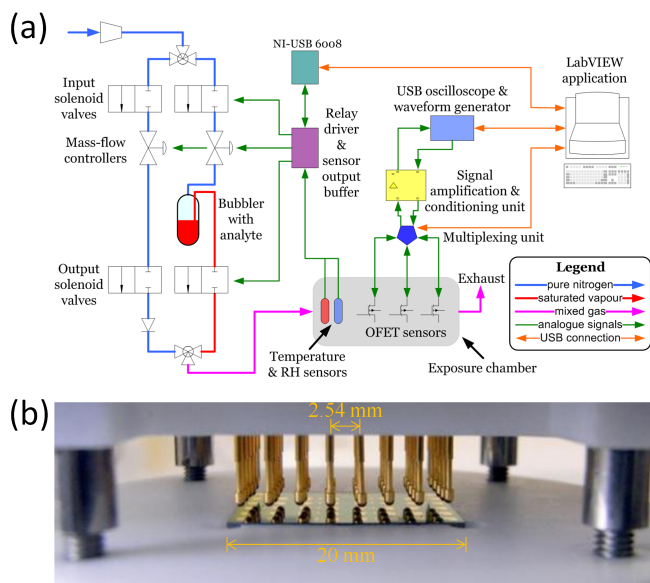 (a)
NI-USB 6008
LabVIEW
application
Input
solenoid
valves
USB oscilloscope &
waveform generator
Relay
driver
&
sensor
output
buffer
Mass-flow
controllers
Signal
amplification &
conditioning unit
Bubbler
with
analyte
Multiplexing unit
Output
solenoid
valves
Exhaust
Legend
pure nitrogen
saturated vapour
mixed gas
analogue signals
USB connection
OFET sensors
Temperature
& RH sensors
Exposure chamber
(b)
2.54 mm
20 mm